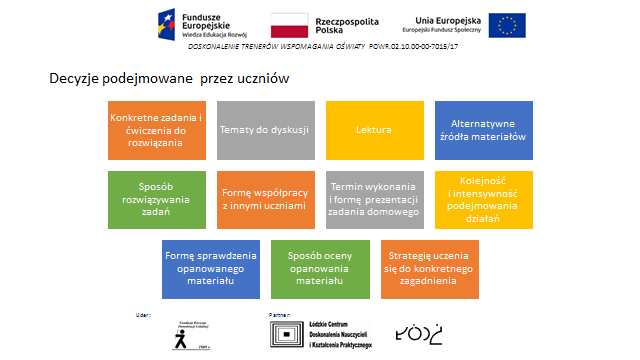 Fundusze
Europejskie
Wiedza Edukacja Rozwój
Rzeczpospolita
Polska
Unia Europejska
Europejski Fundusz Społeczny
DOSKONALENIE TRENERÓW WSPOMAGANIA OŚWIATY POWR.02.10.00-00-7015/17
Decyzje podejmowane przez uczniów
Konkretne zadania i
ćwiczenia do
rozwiązania
Tematy do dyskusji
Lektura
Alternatywne
źródła materiałów
Sposób
rozwiązywania
zadań
Formę współpracy
z innymi uczniami
Termin wykonania
i formę prezentacji
zadania domowego
Kolejność
i intensywność
podejmowania
działań
Formę sprawdzenia
opanowanego
materiału
Sposób oceny
opanowania
materiału
Strategię uczenia
się do konkretnego
zagadnienia
Lider:
Partner:
Fundacja Rozwoju
Demokracji Lokalnej
Łódzkie Centrum
Doskonalenia Nauczycieli
i Kształcenia Praktycznego